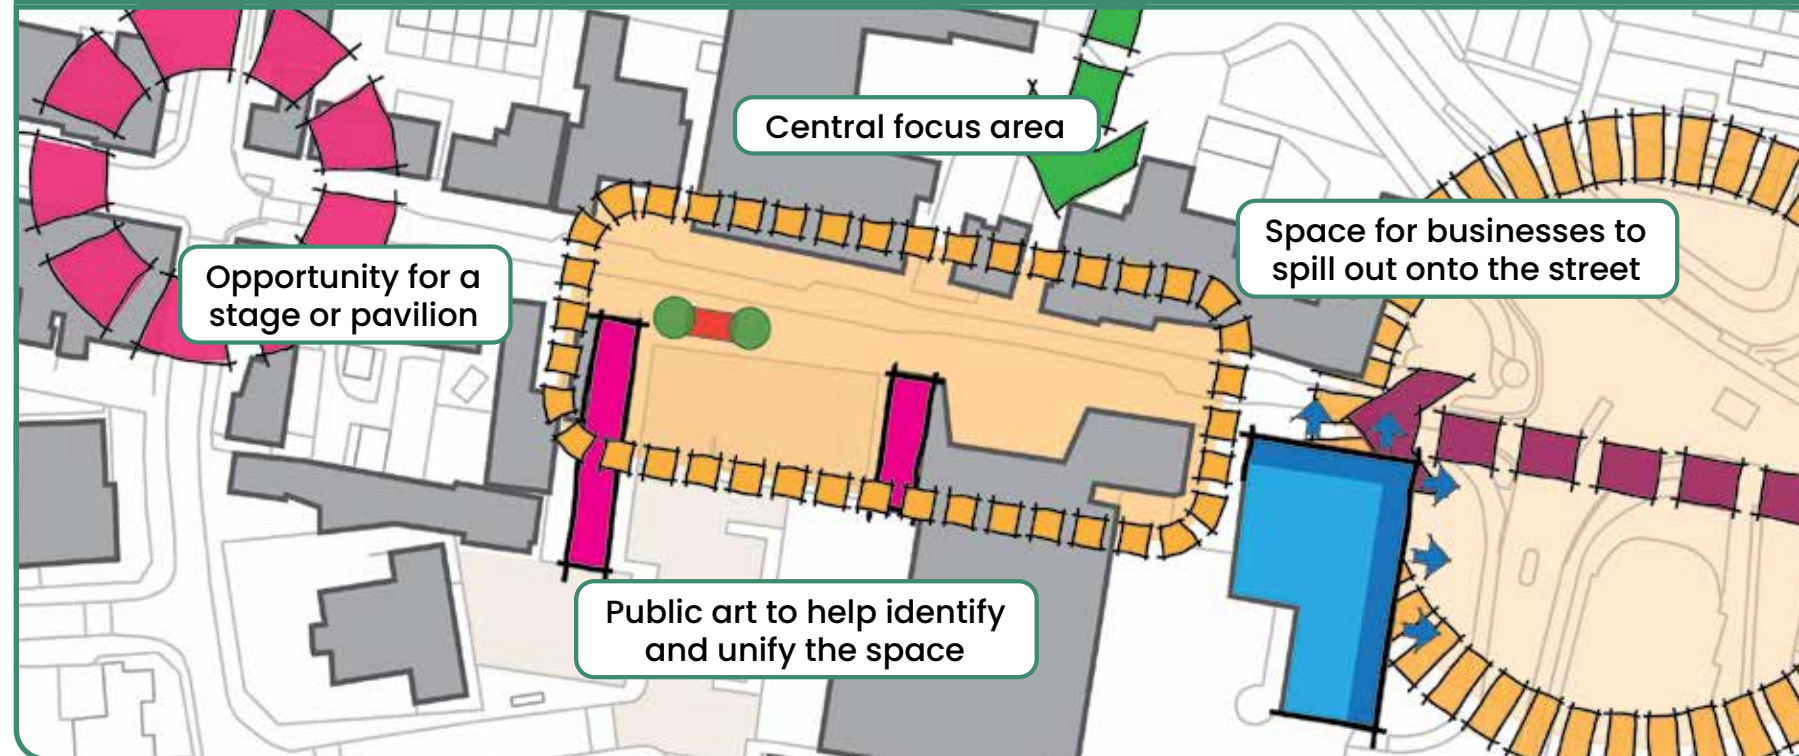 Central focus area
Space for businesses to
spill out onto the street
Opportunity for a
stage or pavilion
Public art to help identify
and unify the space